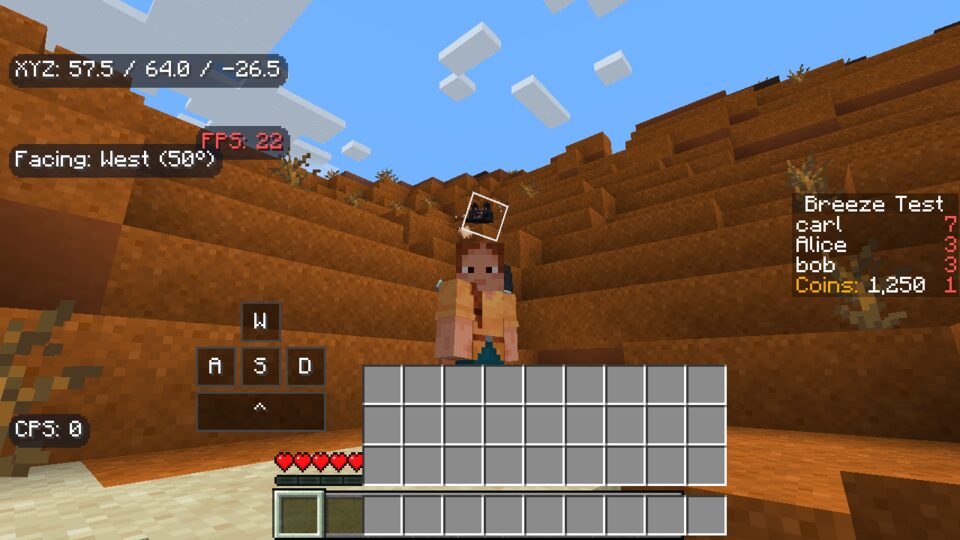 XYZ: 57.5 / 64.0 / -26.5
FPS: 22
Facing: West (50°)
Breeze Test
carl 7
Alice 3
bob 3
Coins: 1,250 1
W
A S D
^
CPS: 0